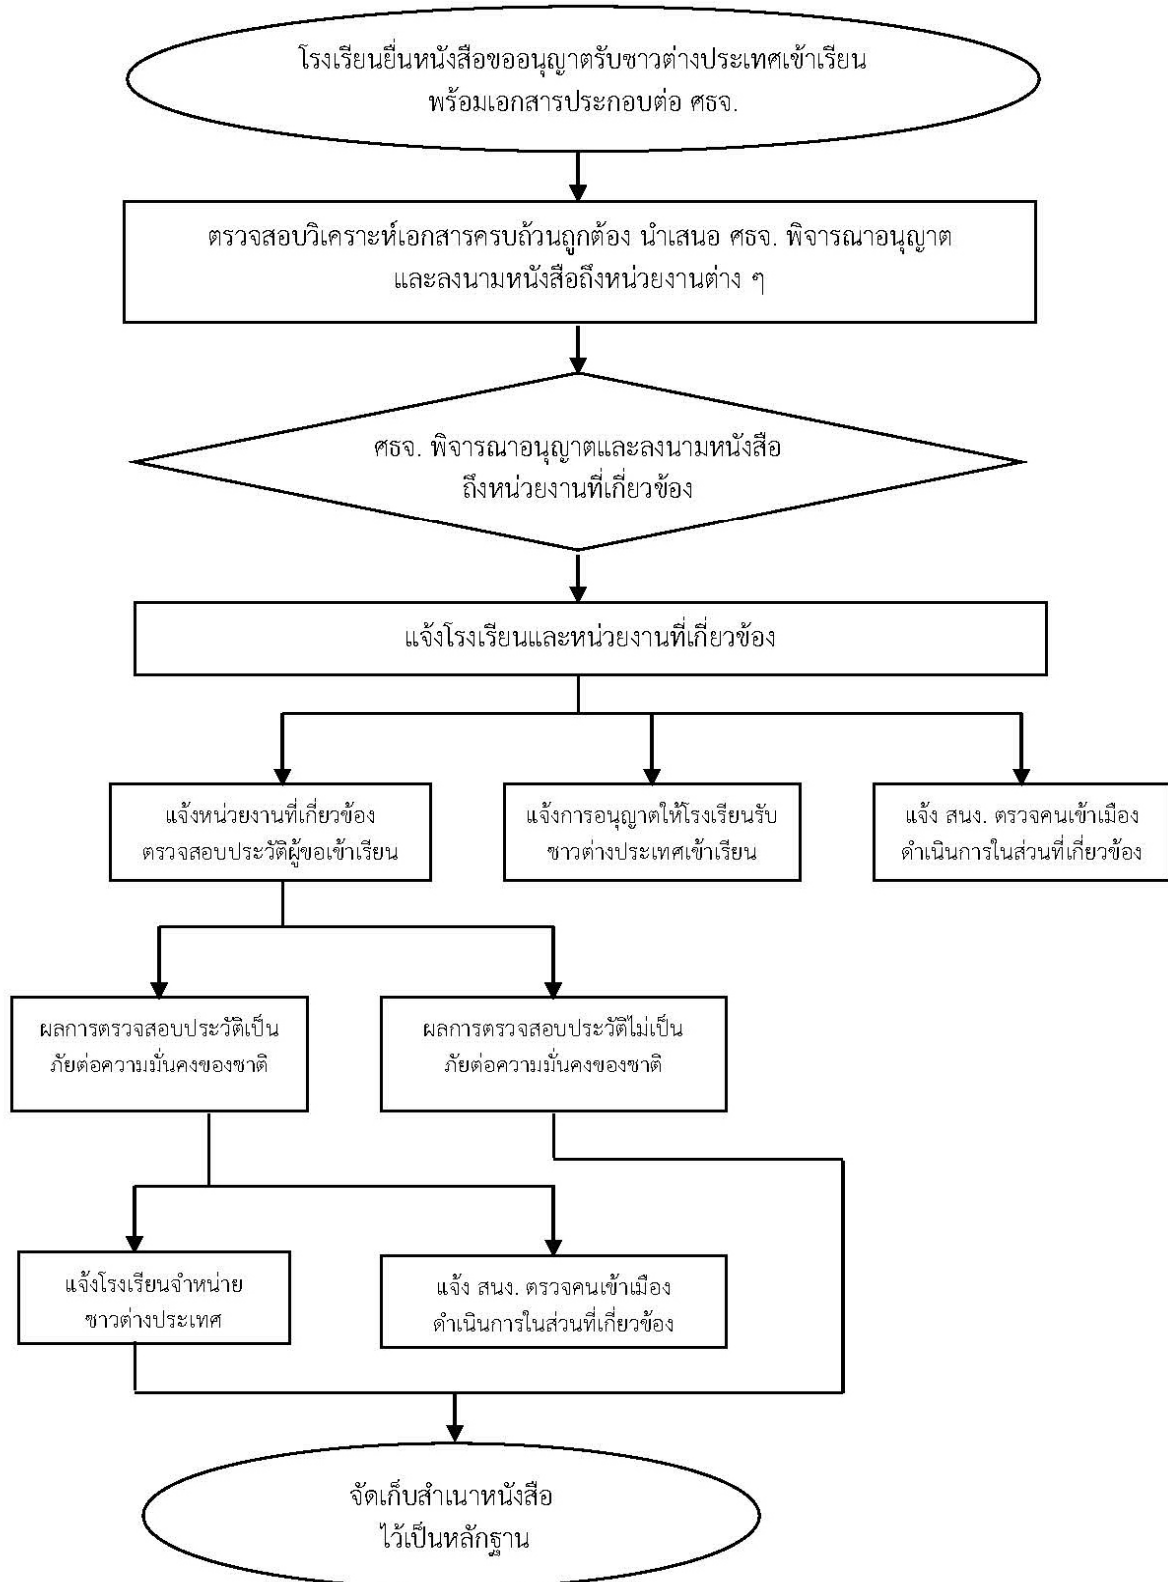 โรงเรียนยื่นหนังสือขออนุญาตรับชาวต่างประเทศเข้าเรียน
พร้อมเอกสารประกอบต่อ ศธจ.
ตรวจสอบวิเคราะห์เอกสารครบถ้วนถูกต้อง นำเสนอ ศธจ. พิจารณาอนุญาต
และลงนามหนังสือถึงหน่วยงานต่าง ๆ
ศธจ. พิจารณาอนุญาตและลงนามหนังสือ
ถึงหน่วยงานที่เกี่ยวข้อง
แจ้งโรงเรียนและหน่วยงานที่เกี่ยวข้อง
แจ้งหน่วยงานที่เกี่ยวข้อง
ตรวจสอบประวัติผู้ขอเข้าเรียน
แจ้งการอนุญาตให้โรงเรียนรับ
ชาวต่างประเทศเข้าเรียน
แจ้ง สนง. ตรวจคนเข้าเมือง
ดำเนินการในส่วนที่เกี่ยวข้อง
ผลการตรวจสอบประวัติเป็น
ภัยต่อความมั่นคงของชาติ
ผลการตรวจสอบประวัติไม่เป็น
ภัยต่อความมั่นคงของชาติ
แจ้งโรงเรียนจำหน่าย
ชาวต่างประเทศ
แจ้ง สนง. ตรวจคนเข้าเมือง
ดำเนินการในส่วนที่เกี่ยวข้อง
จัดเก็บสำเนาหนังสือ
ไว้เป็นหลักฐาน